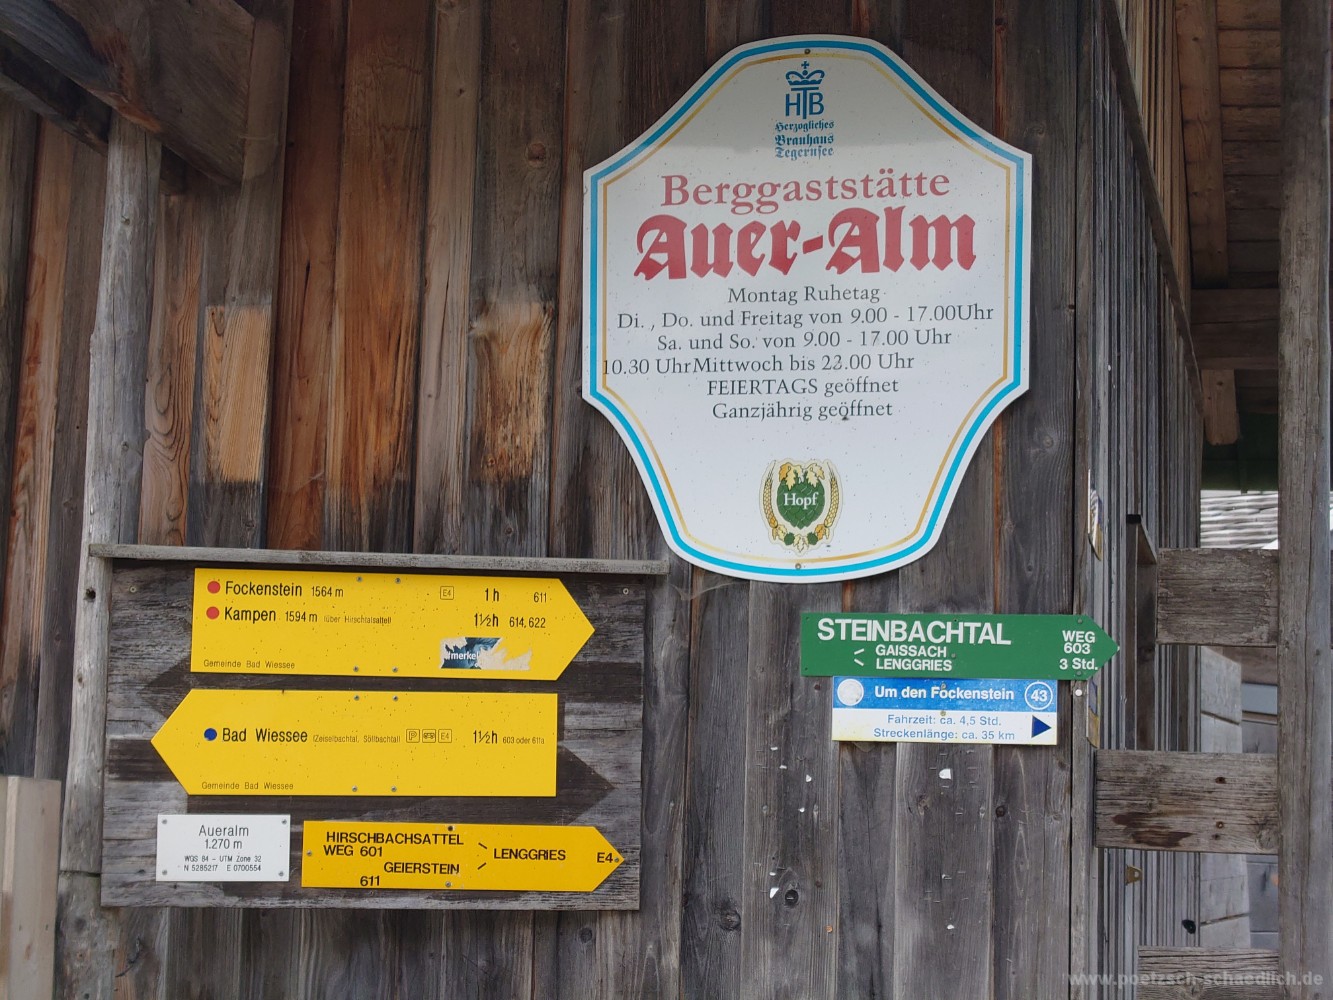 HTB
Herzogliches
Brauhaus
Tegernsee
Berggaststätte
Auer-Alm
Montag Ruhetag
Di. , Do. und Freitag von 9.00 - 17.00Uhr
Sa. und So. von 9.00 - 17.00 Uhr
10.30 UhrMittwoch bis 23.00 Uhr
FEIERTAGS geöffnet
Ganzjährig geöffnet
Hopf
Fockenstein 1564 m E4 1 h 611
Kampen 1594 m (über Hirschtalsattel) 1½h 614, 622
#merkel
Gemeinde Bad Wiessee
Bad Wiessee (Zeiselbachtal, Söllbachtal) P E4 1½h 603 oder 611a
Gemeinde Bad Wiessee
Aueralm
1.270 m
WGS 84 - UTM Zone 32
N 5285217 E 0700554
HIRSCHBACHSATTEL
WEG 601
GEIERSTEIN
611
LENGGRIES
E4
STEINBACHTAL
GAISSACH
LENGGRIES
WEG
603
3 Std.
Um den Fockenstein 43
Fahrzeit: ca. 4,5 Std.
Streckenlänge: ca. 35 km
www.poetzsch-schaedlich.de